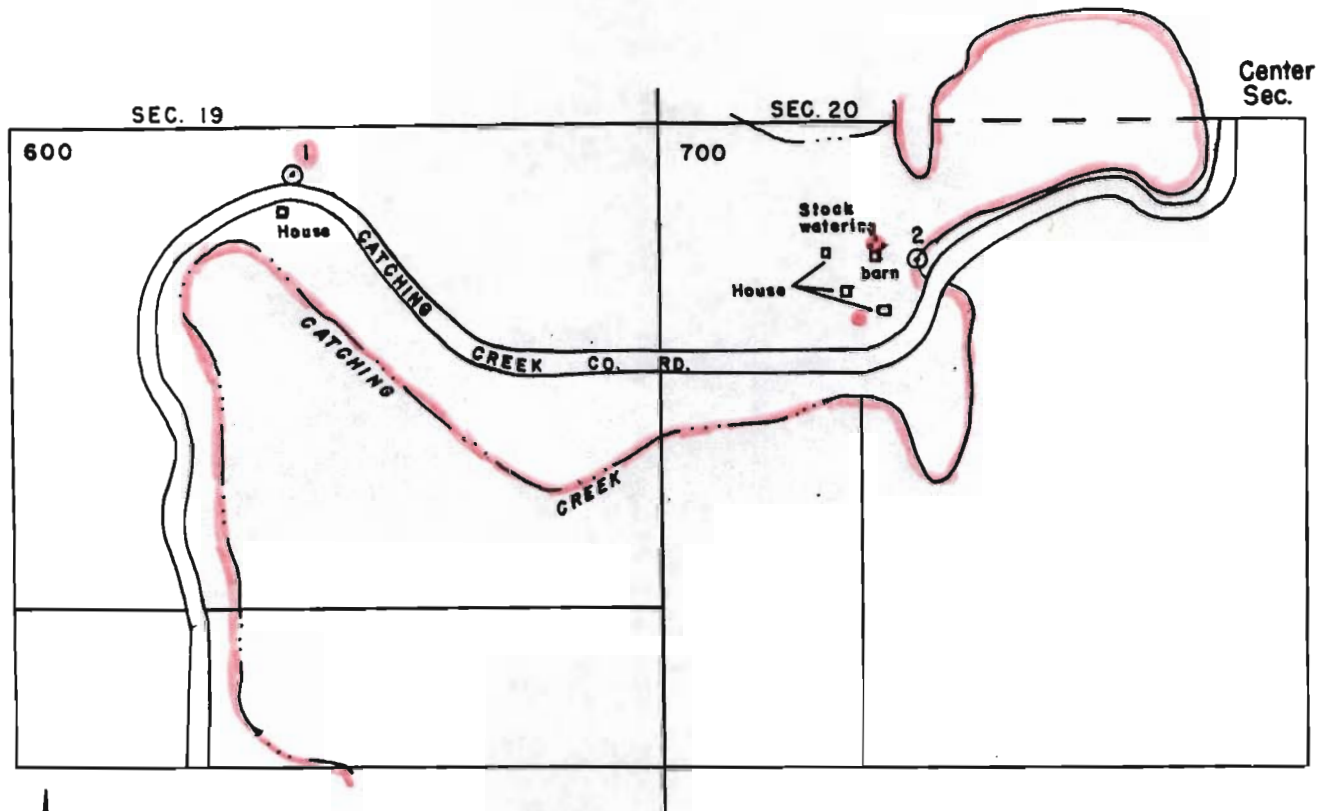 Center
Sec.
SEC. 19
SEC. 20
600
1
700
House
Stock
watering
2
barn
House
CATCHING
CREEK CO. RD.
CATCHING
CREEK